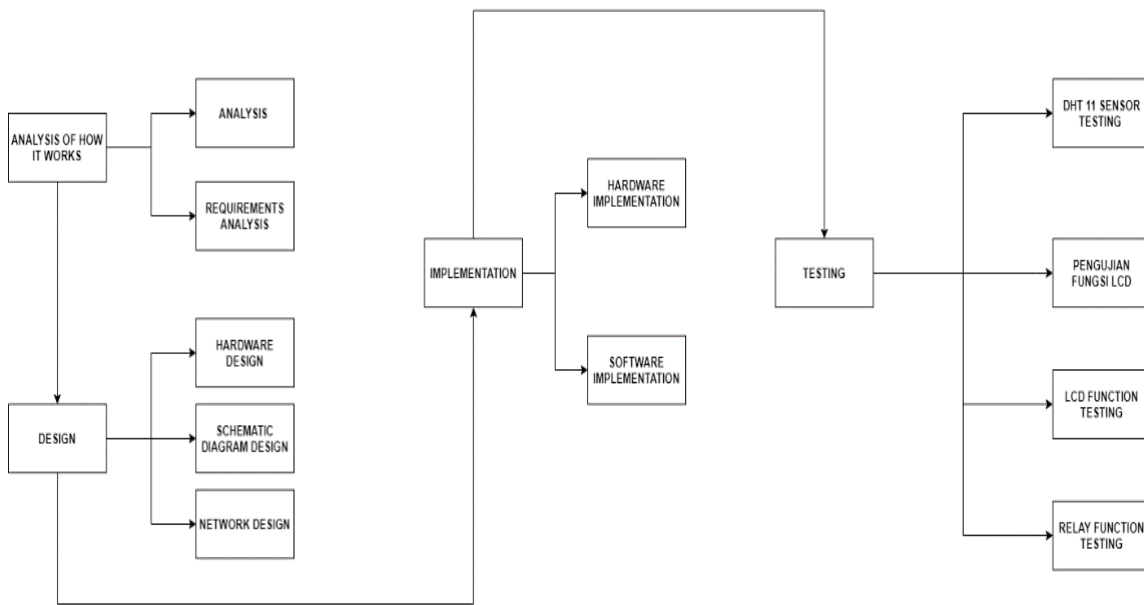 ANALYSIS OF HOW
IT WORKS
ANALYSIS
REQUIREMENTS
ANALYSIS
DESIGN
HARDWARE
DESIGN
SCHEMATIC
DIAGRAM DESIGN
NETWORK DESIGN
IMPLEMENTATION
HARDWARE
IMPLEMENTATION
SOFTWARE
IMPLEMENTATION
TESTING
DHT 11 SENSOR
TESTING
PENGUJIAN
FUNGSI LCD
LCD FUNCTION
TESTING
RELAY FUNCTION
TESTING